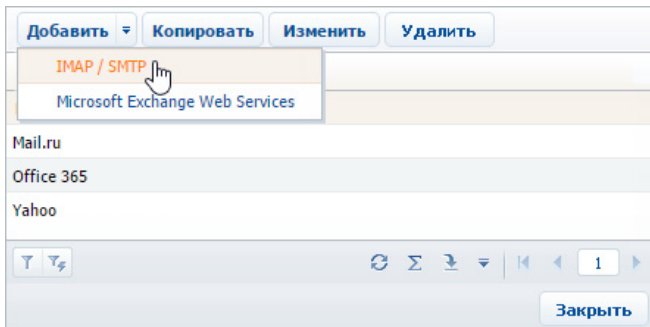 Добавить Копировать Изменить Удалить
IMAP / SMTP
Microsoft Exchange Web Services
Mail.ru
Office 365
Yahoo
1
Закрыть